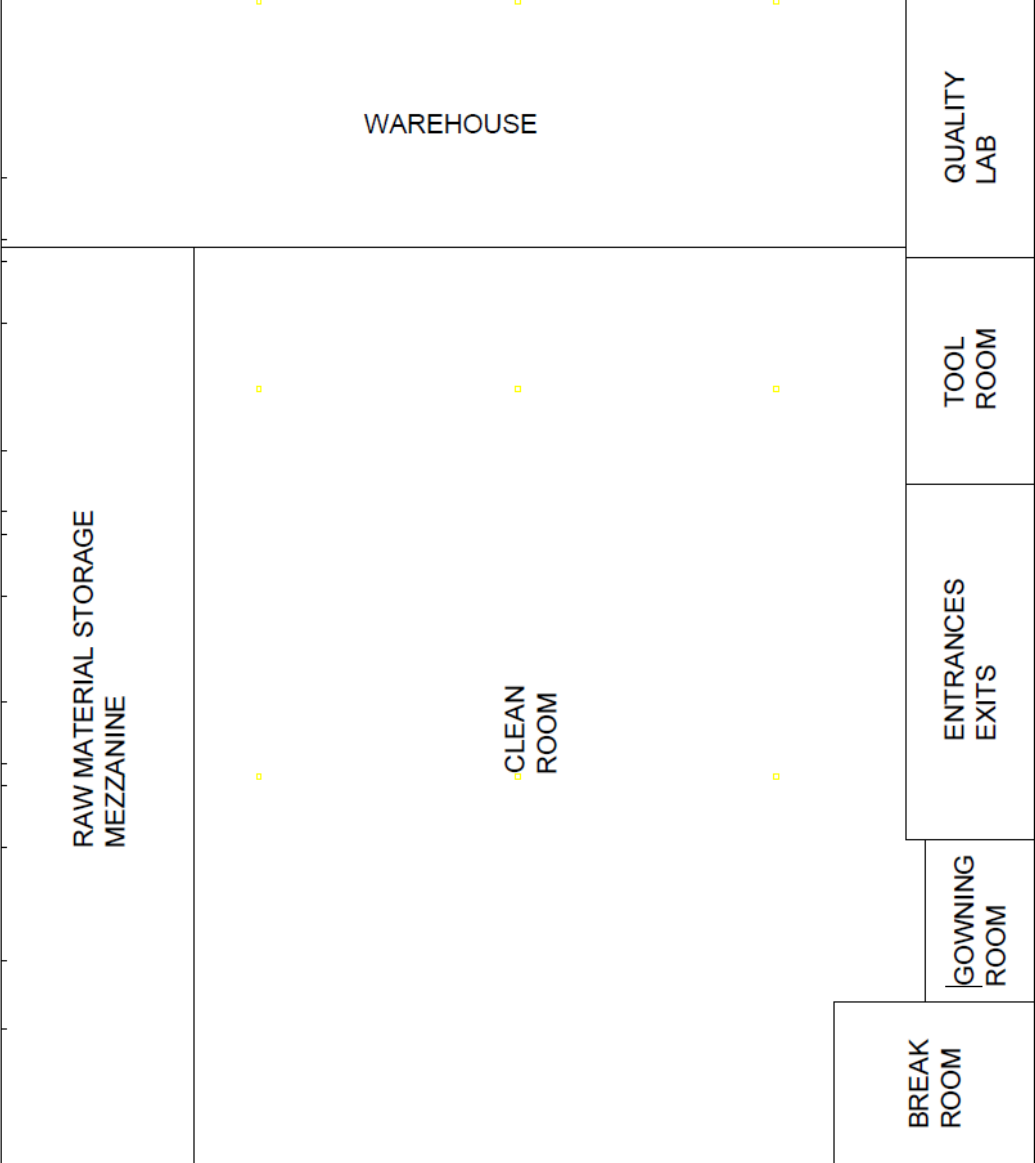 WAREHOUSE
QUALITY
LAB
TOOL
ROOM
RAW MATERIAL STORAGE
MEZZANINE
CLEAN
ROOM
ENTRANCES
EXITS
GOWNING
ROOM
BREAK
ROOM